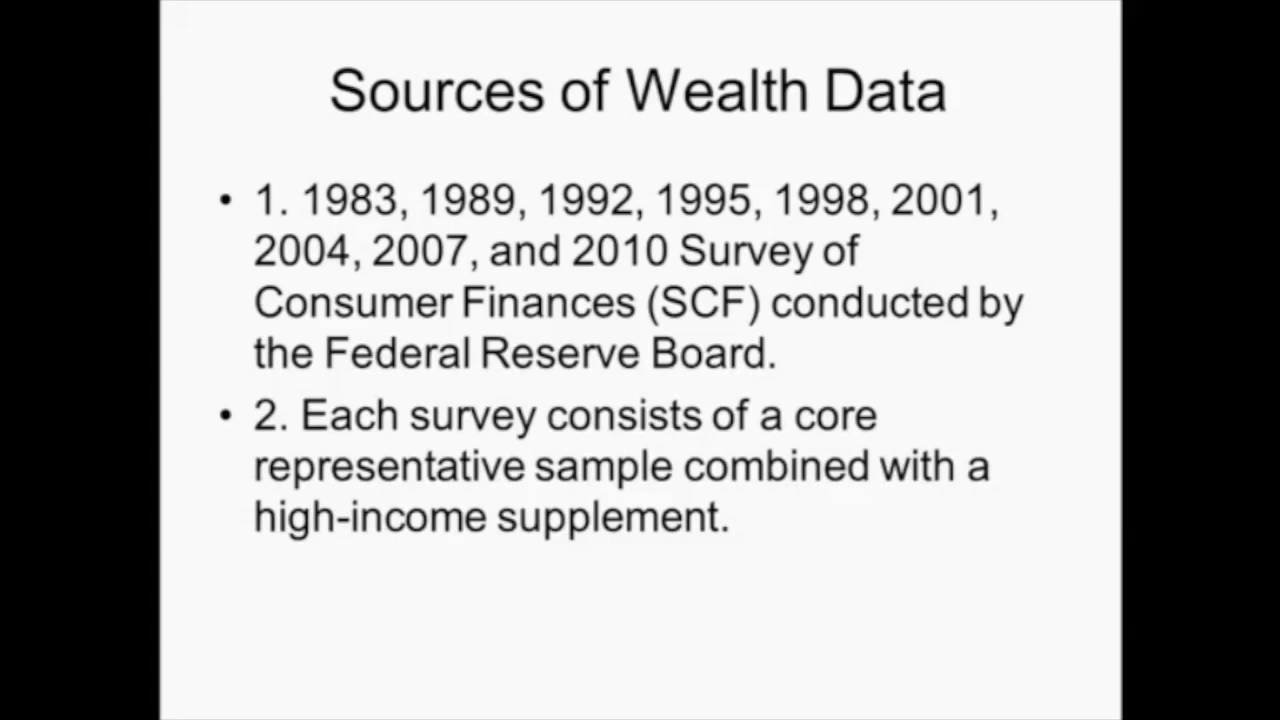 Sources of Wealth Data
• 1. 1983, 1989, 1992, 1995, 1998, 2001,
2004, 2007, and 2010 Survey of
Consumer Finances (SCF) conducted by
the Federal Reserve Board.
• 2. Each survey consists of a core
representative sample combined with a
high-income supplement.